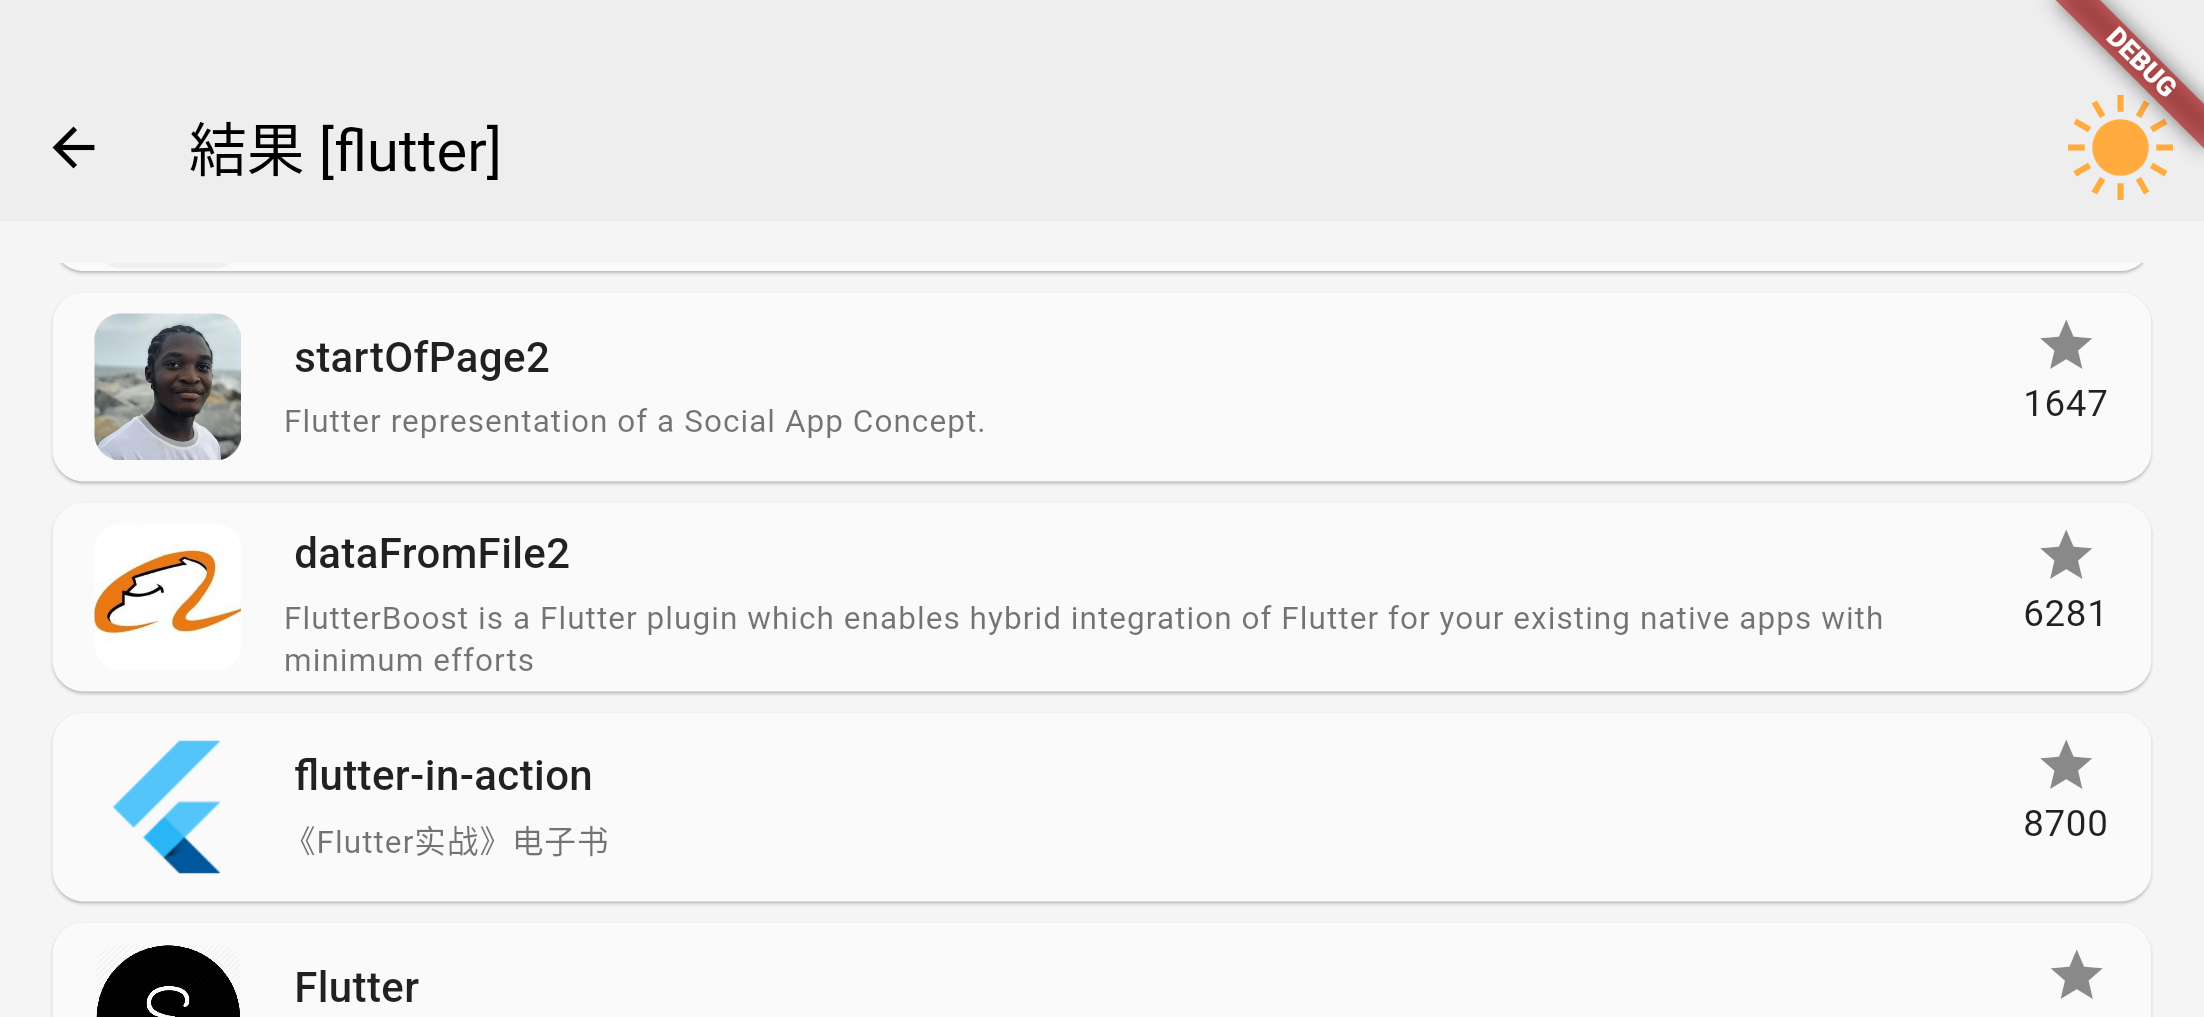 DEBUG
結果 [flutter]
startOfPage2
Flutter representation of a Social App Concept.
1647
dataFromFile2
FlutterBoost is a Flutter plugin which enables hybrid integration of Flutter for your existing native apps with
minimum efforts
6281
flutter-in-action
《Flutter实战》电子书
8700
Flutter